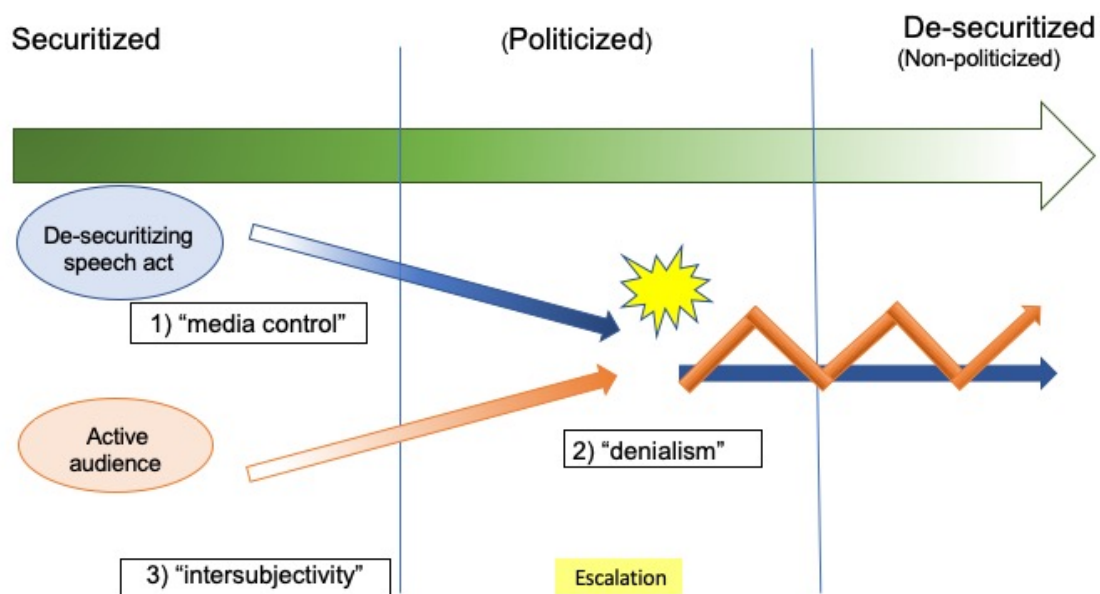 Securitized
(Politicized)
De-securitized
(Non-politicized)
De-securitizing
speech act
1) “media control”
Active
audience
2) “denialism”
3) “intersubjectivity”
Escalation